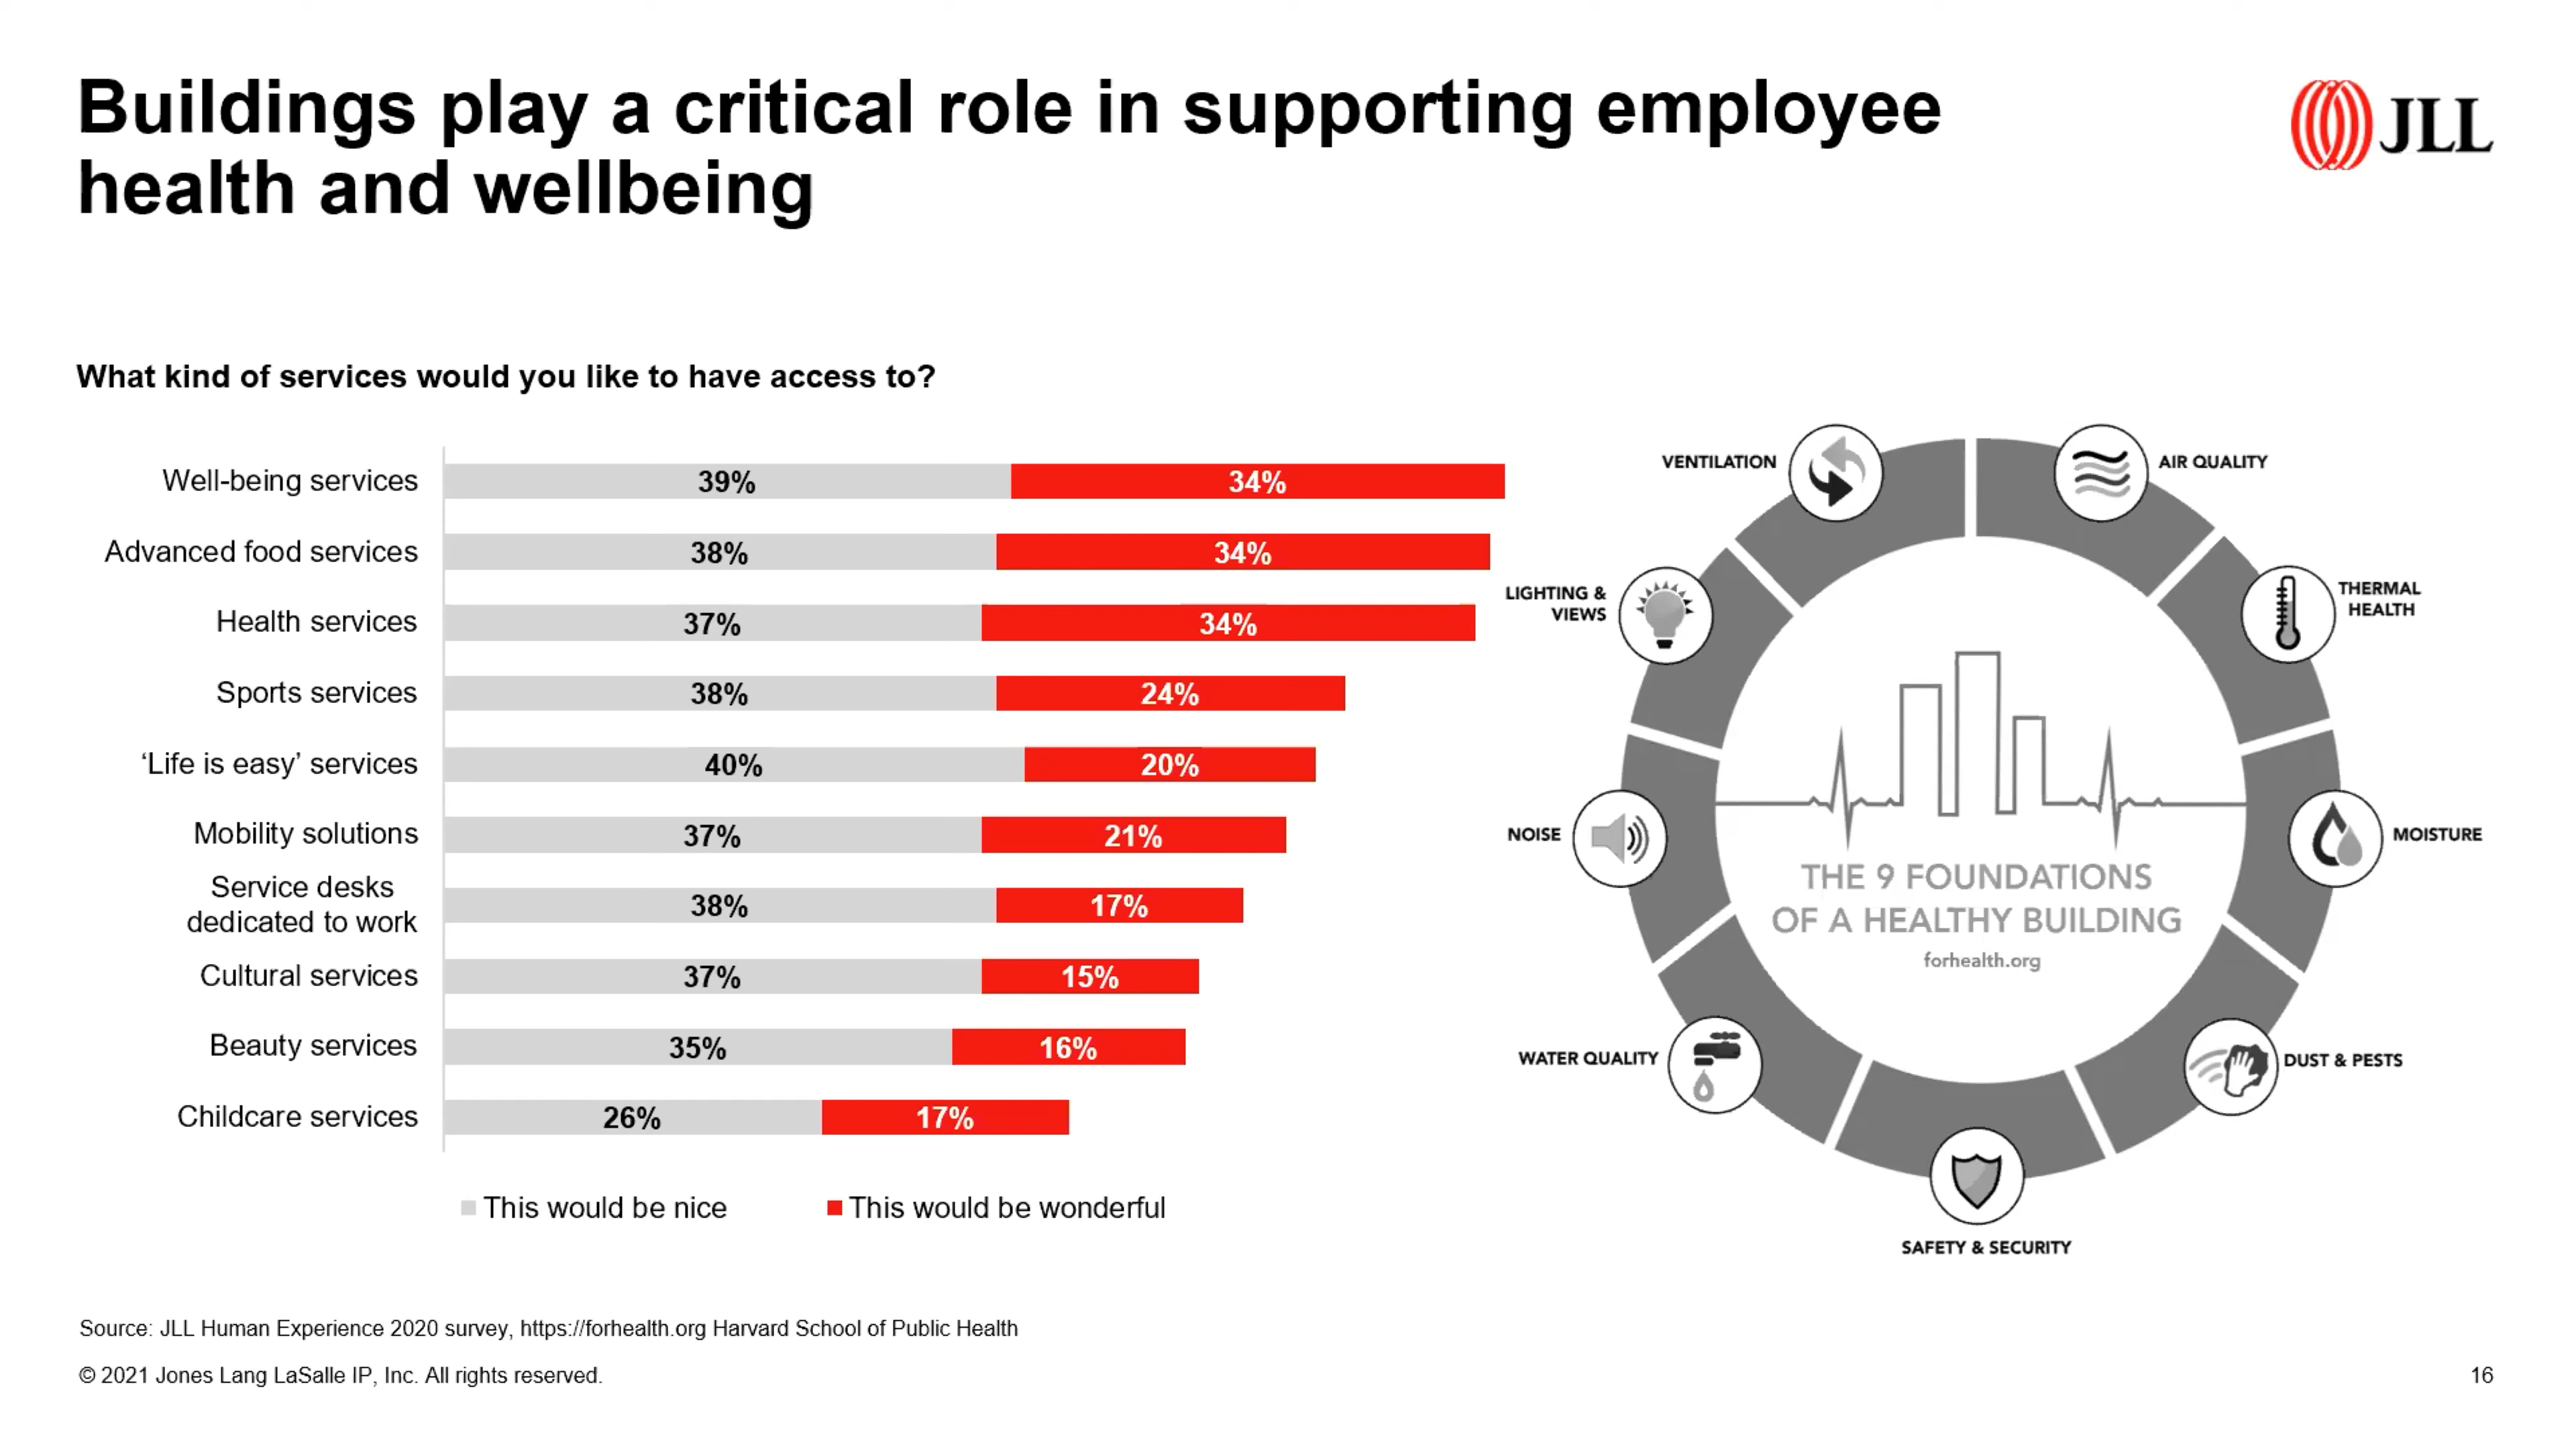 Buildings play a critical role in supporting employee
health and wellbeing
JLL
What kind of services would you like to have access to?
Well-being services 39% 34%
Advanced food services 38% 34%
Health services 37% 34%
Sports services 38% 24%
‘Life is easy’ services 40% 20%
Mobility solutions 37% 21%
Service desks
dedicated to work 38% 17%
Cultural services 37% 15%
Beauty services 35% 16%
Childcare services 26% 17%
This would be nice This would be wonderful
VENTILATION
AIR QUALITY
LIGHTING &
VIEWS
THERMAL
HEALTH
NOISE
MOISTURE
THE 9 FOUNDATIONS
OF A HEALTHY BUILDING
forhealth.org
WATER QUALITY
DUST & PESTS
SAFETY & SECURITY
Source: JLL Human Experience 2020 survey, https://forhealth.org Harvard School of Public Health
© 2021 Jones Lang LaSalle IP, Inc. All rights reserved.
16